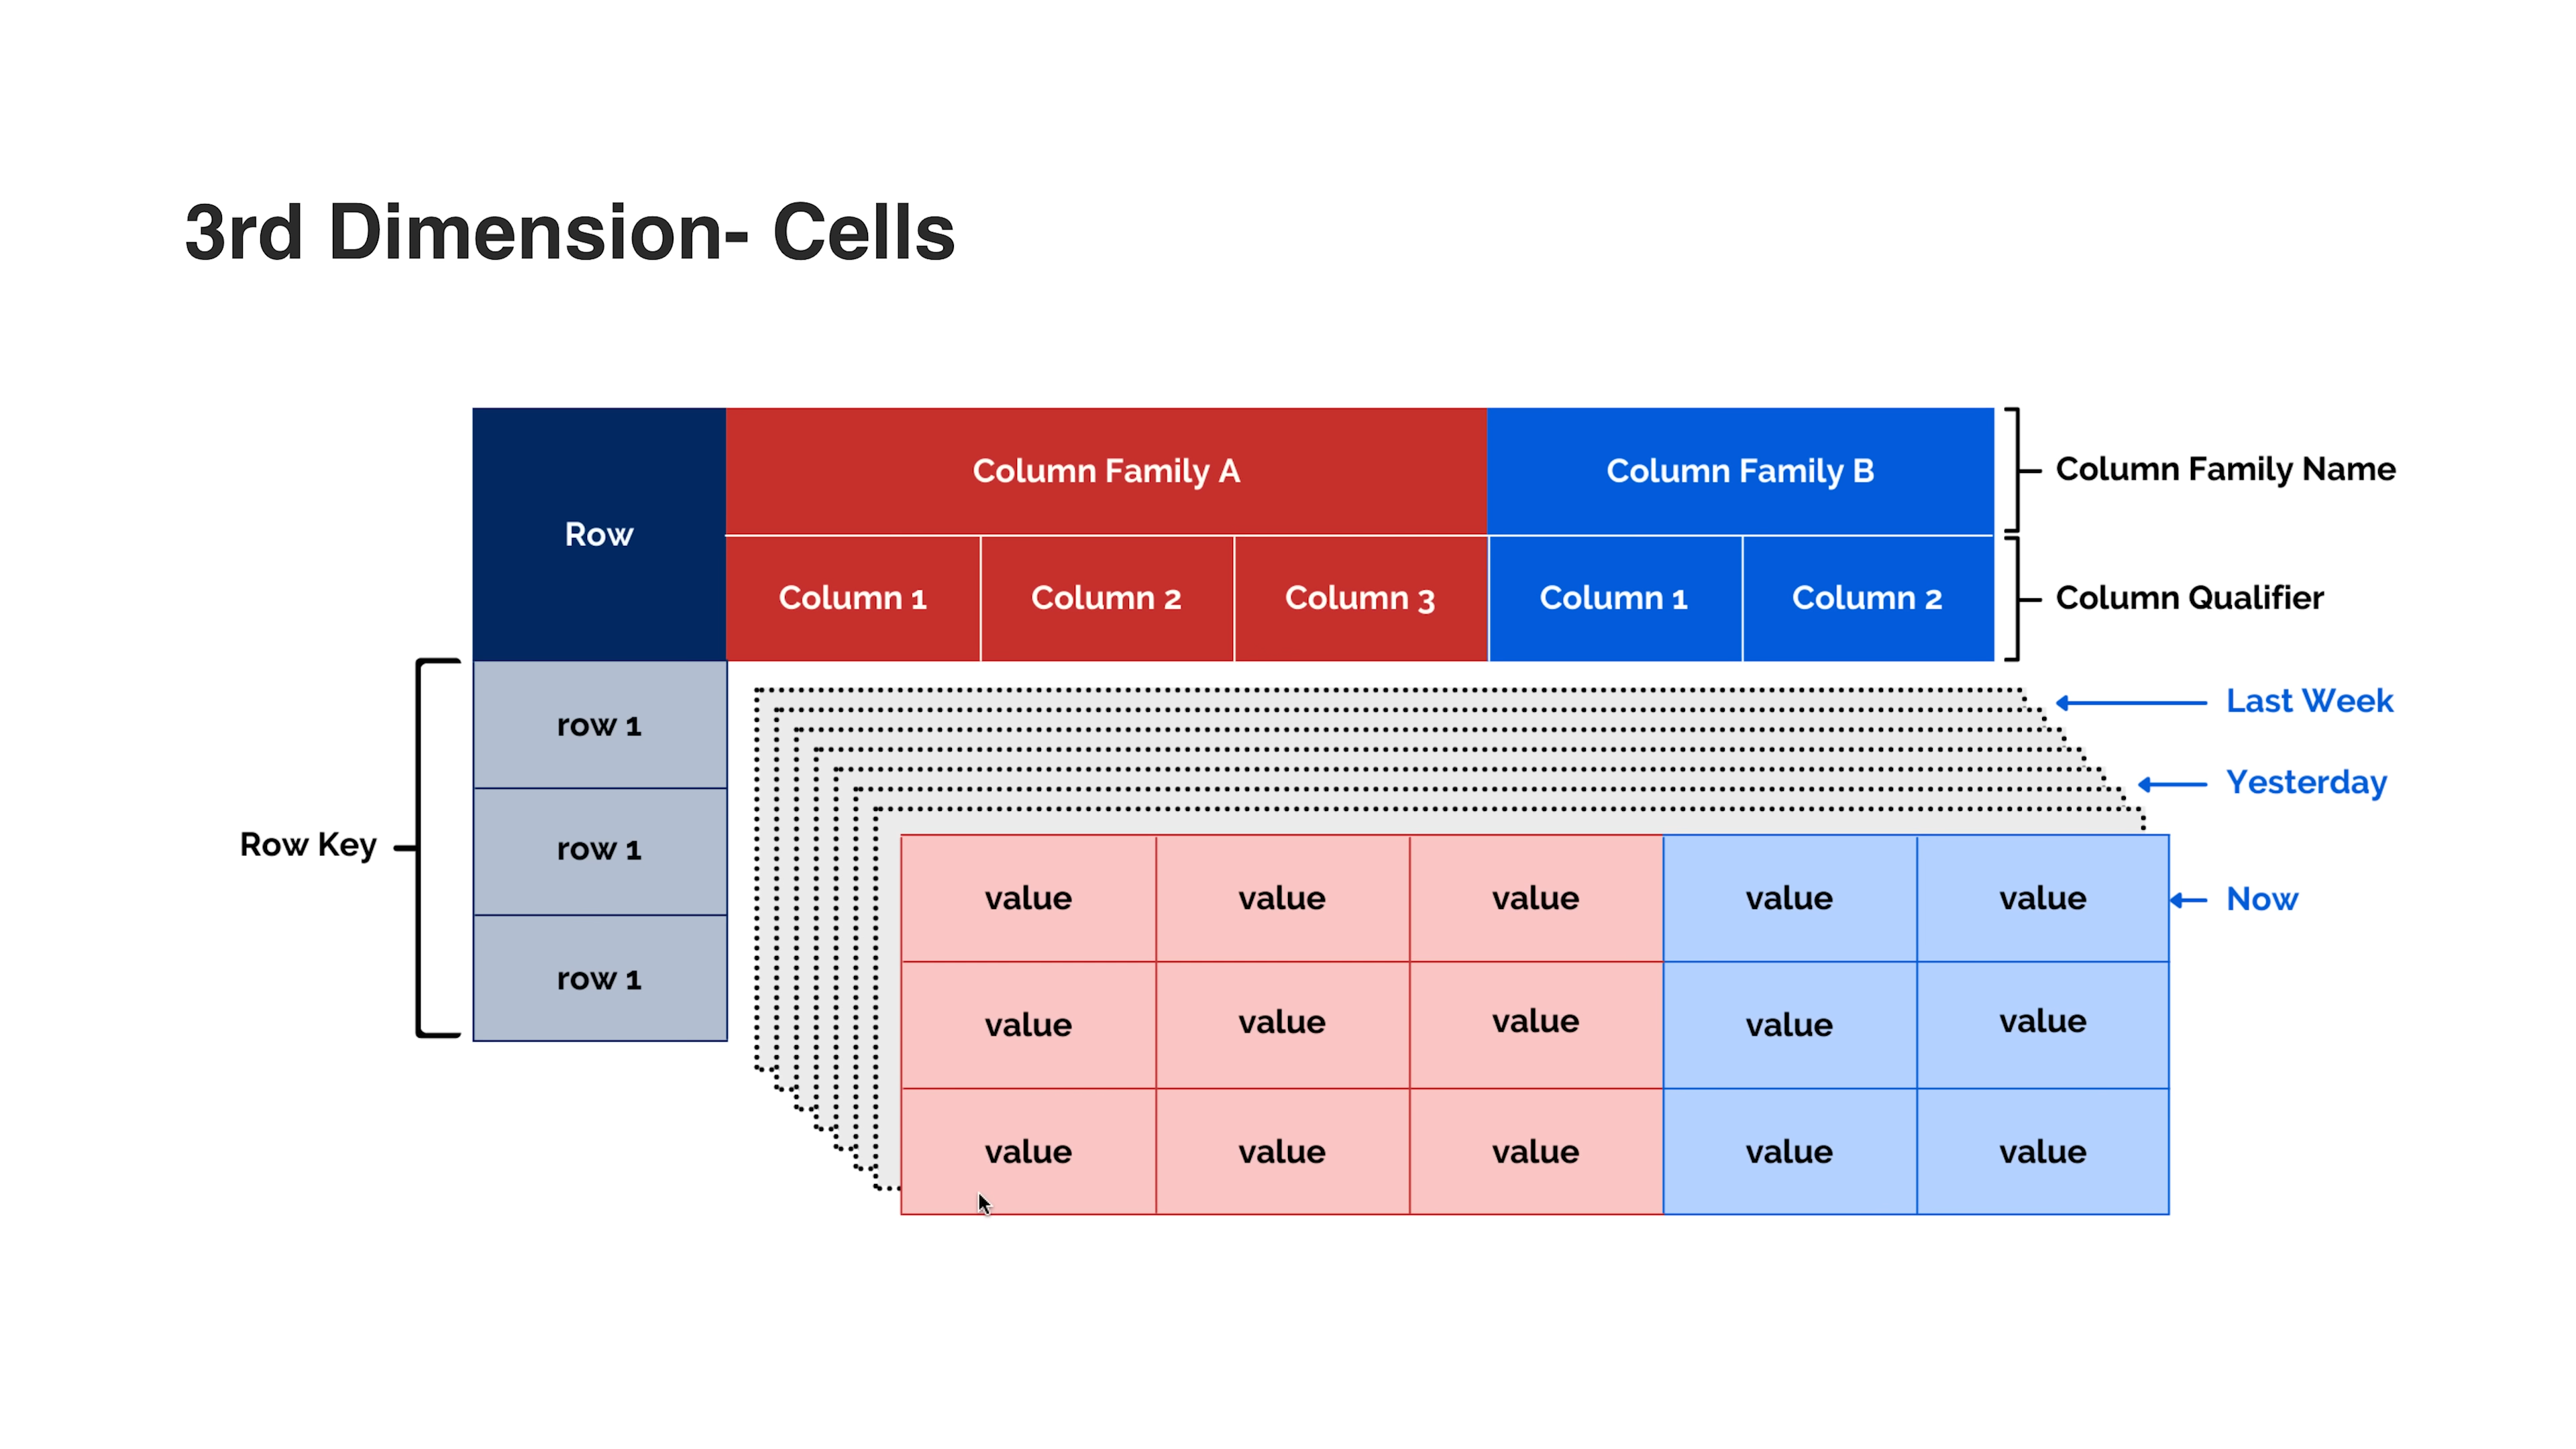 3rd Dimension- Cells
Row
Column Family A
Column Family B
Column Family Name
Column 1
Column 2
Column 3
Column 1
Column 2
Column Qualifier
Row Key
row 1
row 1
row 1
Last Week
Yesterday
Now
value value value value value
value value value value value
value value value value value